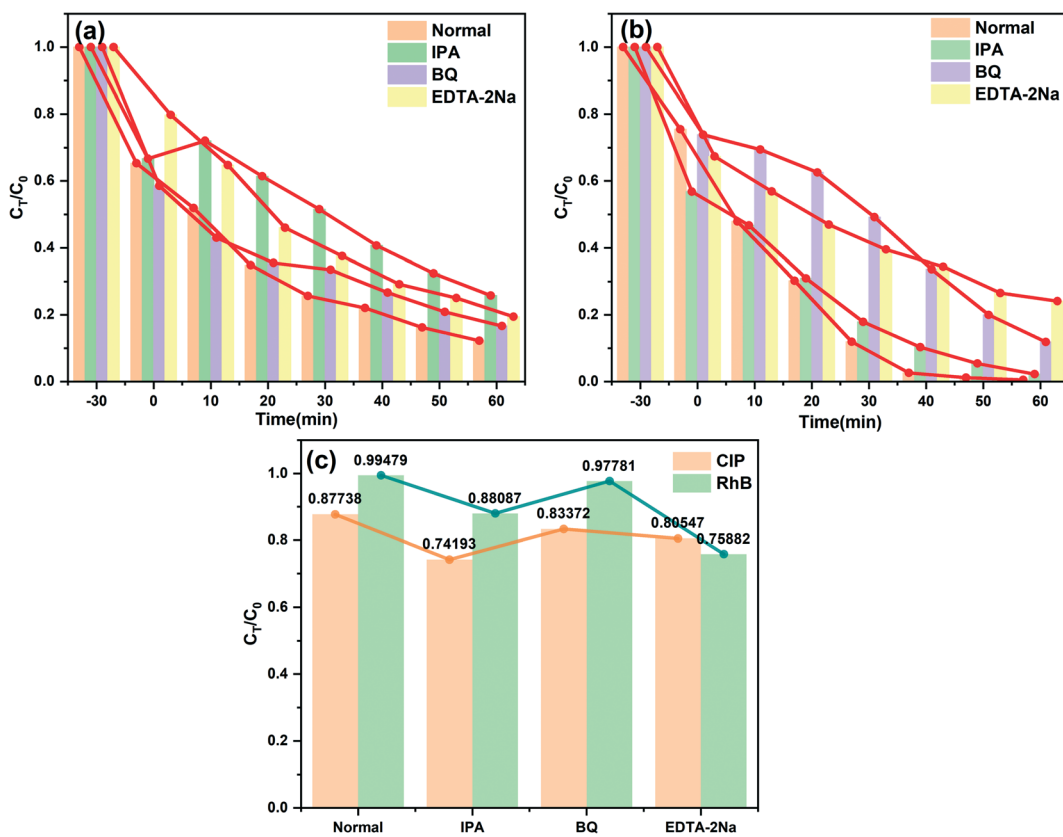 (a)
Normal
IPA
BQ
EDTA-2Na
1.0
0.8
0.6
0.4
0.2
0.0
C_T/C_0
-30 0 10 20 30 40 50 60
Time(min)
(b)
Normal
IPA
BQ
EDTA-2Na
1.0
0.8
0.6
0.4
0.2
0.0
C_T/C_0
-30 0 10 20 30 40 50 60
Time(min)
(c)
CIP
RhB
1.0
0.8
0.6
0.4
0.2
0.0
C_T/C_0
0.87738
0.99479
0.74193
0.88087
0.83372
0.97781
0.80547
0.75882
Normal IPA BQ EDTA-2Na